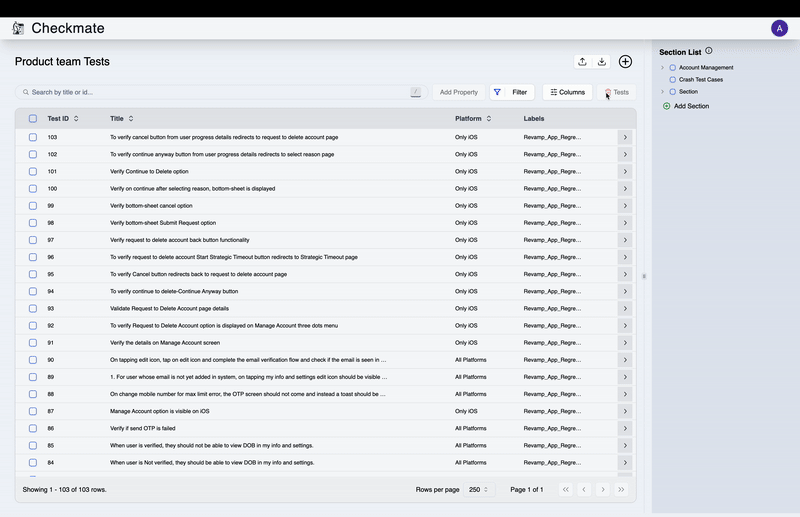 Checkmate
A
Product team Tests
Search by title or id...
/
Add Property
Filter
Columns
Tests
Test ID
Title
Platform
Labels
103 To verify cancel button from user progress details redirects to request to delete account page Only iOS Revamp_App_Regre...
102 To verify continue anyway button from user progress details redirects to select reason page Only iOS Revamp_App_Regre...
101 Verify Continue to Delete option Only iOS Revamp_App_Regre...
100 Verify on continue after selecting reason, bottom-sheet is displayed Only iOS Revamp_App_Regre...
99 Verify bottom-sheet cancel option Only iOS Revamp_App_Regre...
98 Verify bottom-sheet Submit Request option Only iOS Revamp_App_Regre...
97 Verify request to delete account back button functionality Only iOS Revamp_App_Regre...
96 To verify request to delete account Start Strategic Timeout button redirects to Strategic Timeout page Only iOS Revamp_App_Regre...
95 To verify Cancel button redirects back to request to delete account page Only iOS Revamp_App_Regre...
94 To verify continue to delete-Continue Anyway button Only iOS Revamp_App_Regre...
93 Validate Request to Delete Account page details Only iOS Revamp_App_Regre...
92 To verify Request to Delete Account option is displayed on Manage Account three dots menu Only iOS Revamp_App_Regre...
91 Verify the details on Manage Account screen Only iOS Revamp_App_Regre...
90 On tapping edit icon, tap on edit icon and complete the email verification flow and check if the email is seen in ... All Platforms Revamp_App_Regre...
89 1. For user whose email is not yet added in system, on tapping my info and settings edit icon should be visible ... All Platforms Revamp_App_Regre...
88 On change mobile number for max limit error, the OTP screen should not come and instead a toast should be ... All Platforms Revamp_App_Regre...
87 Manage Account option is visible on iOS Only iOS Revamp_App_Regre...
86 Verify if send OTP is failed All Platforms Revamp_App_Regre...
85 When user is verified, they should not be able to view DOB in my info and settings. All Platforms Revamp_App_Regre...
84 When user is Not verified, they should be able to view DOB in my info and settings. All Platforms Revamp_App_Regre...
Showing 1 - 103 of 103 rows.
Rows per page 250
Page 1 of 1
Section List
Account Management
Crash Test Cases
Section
Add Section